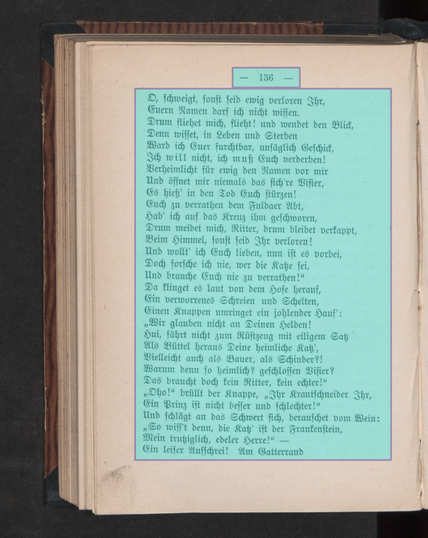 — 136 —
O, schweigt, sonst seid ewig verloren Ihr,
Euern Namen darf ich nicht wissen.
Drum fliehet mich, flieht! und wendet den Blick,
Denn wisset, in Leben und Sterben
Ward ich Euer furchtbar, unsäglich Geschick,
Ich will nicht, ich muß Euch verderben!
Verheimlicht für ewig den Namen vor mir
Und öffnet mir niemals das sich're Visier,
Es hieß' in den Tod Euch stürzen!
Euch zu verrathen dem Fuldaer Abt,
Hab' ich auf das Kreuz ihm geschworen,
Drum meidet mich, Ritter, drum bleibet verkappt,
Beim Himmel, sonst seid Ihr verloren!
Und wollt' ich Euch lieben, nun ist es vorbei,
Doch forsche ich nie, wer die Katze sei,
Und brauche Euch nie zu verrathen!“
Da klinget es laut von dem Hofe herauf,
Ein verworrenes Schreien und Schelten,
Einen Knappen umringet ein johlender Hauf':
„Wir glauben nicht an Deinen Helden!
Hui, fährt nicht zum Rüstzeug mit eiligem Satz
Als Büttel heraus Deine heimliche Katz',
Vielleicht auch als Bauer, als Schinder?!
Warum denn so heimlich? geschlossen Visier?
Das braucht doch kein Ritter, kein echter!“
„Oho!“ brüllt der Knappe, „Ihr Krautschneider Ihr,
Ein Prinz ist nicht besser und schlechter!“
Und schlägt an das Schwert sich, berauschet vom Wein:
„So wiss't denn, die Katz' ist der Frankenstein,
Mein trutziglich, edeler Herre!“ —
Ein leiser Aufschrei! Am Gatterrand